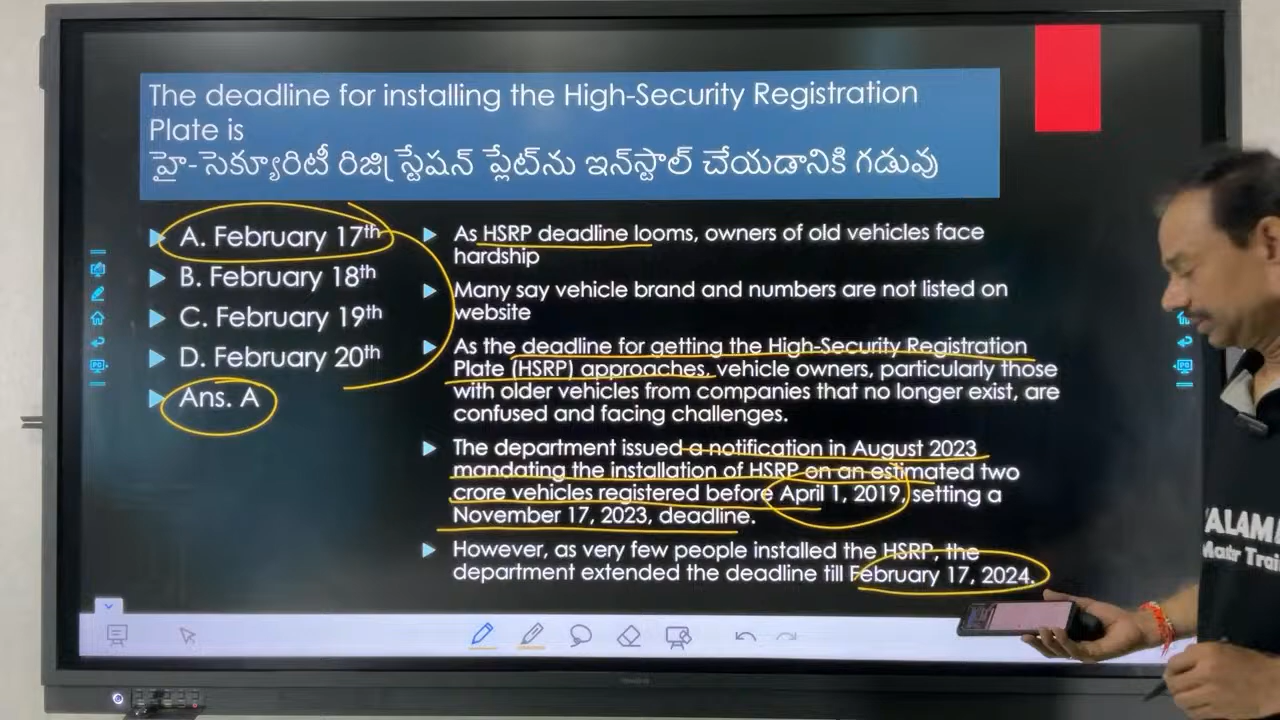 The deadline for installing the High-Security Registration
Plate is
హై-సెక్యూరిటీ రిజిస్ట్రేషన్ ప్లేట్‌ను ఇన్‌స్టాల్ చేయడానికి గడువు
A. February 17th
B. February 18th
C. February 19th
D. February 20th
Ans. A
As HSRP deadline looms, owners of old vehicles face
hardship
Many say vehicle brand and numbers are not listed on
website
As the deadline for getting the High-Security Registration
Plate (HSRP) approaches, vehicle owners, particularly those
with older vehicles from companies that no longer exist, are
confused and facing challenges.
The department issued a notification in August 2023
mandating the installation of HSRP on an estimated two
crore vehicles registered before April 1, 2019, setting a
November 17, 2023, deadline.
However, as very few people installed the HSRP, the
department extended the deadline till February 17, 2024.